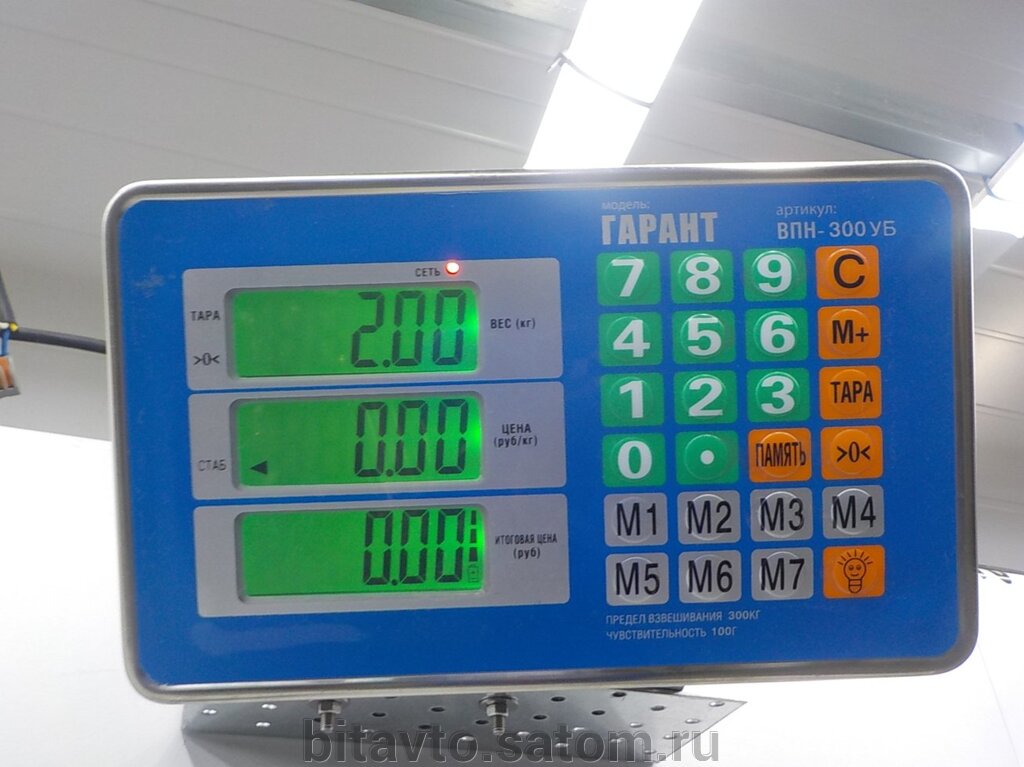 модель:
ГАРАНТ
артикул:
ВПН-300 УБ
СЕТЬ
ТАРА
>0<
2.00
ВЕС (кг)
СТАБ
0.00
ЦЕНА
(руб/кг)
0.00
ИТОГОВАЯ ЦЕНА
(руб)
7 8 9 C
4 5 6 M+
1 2 3 ТАРА
0 . ПАМЯТЬ >0<
M1 M2 M3 M4
M5 M6 M7
ПРЕДЕЛ ВЗВЕШИВАНИЯ 300КГ
ЧУВСТВИТЕЛЬНОСТЬ 100Г
bitavto.satom.ru